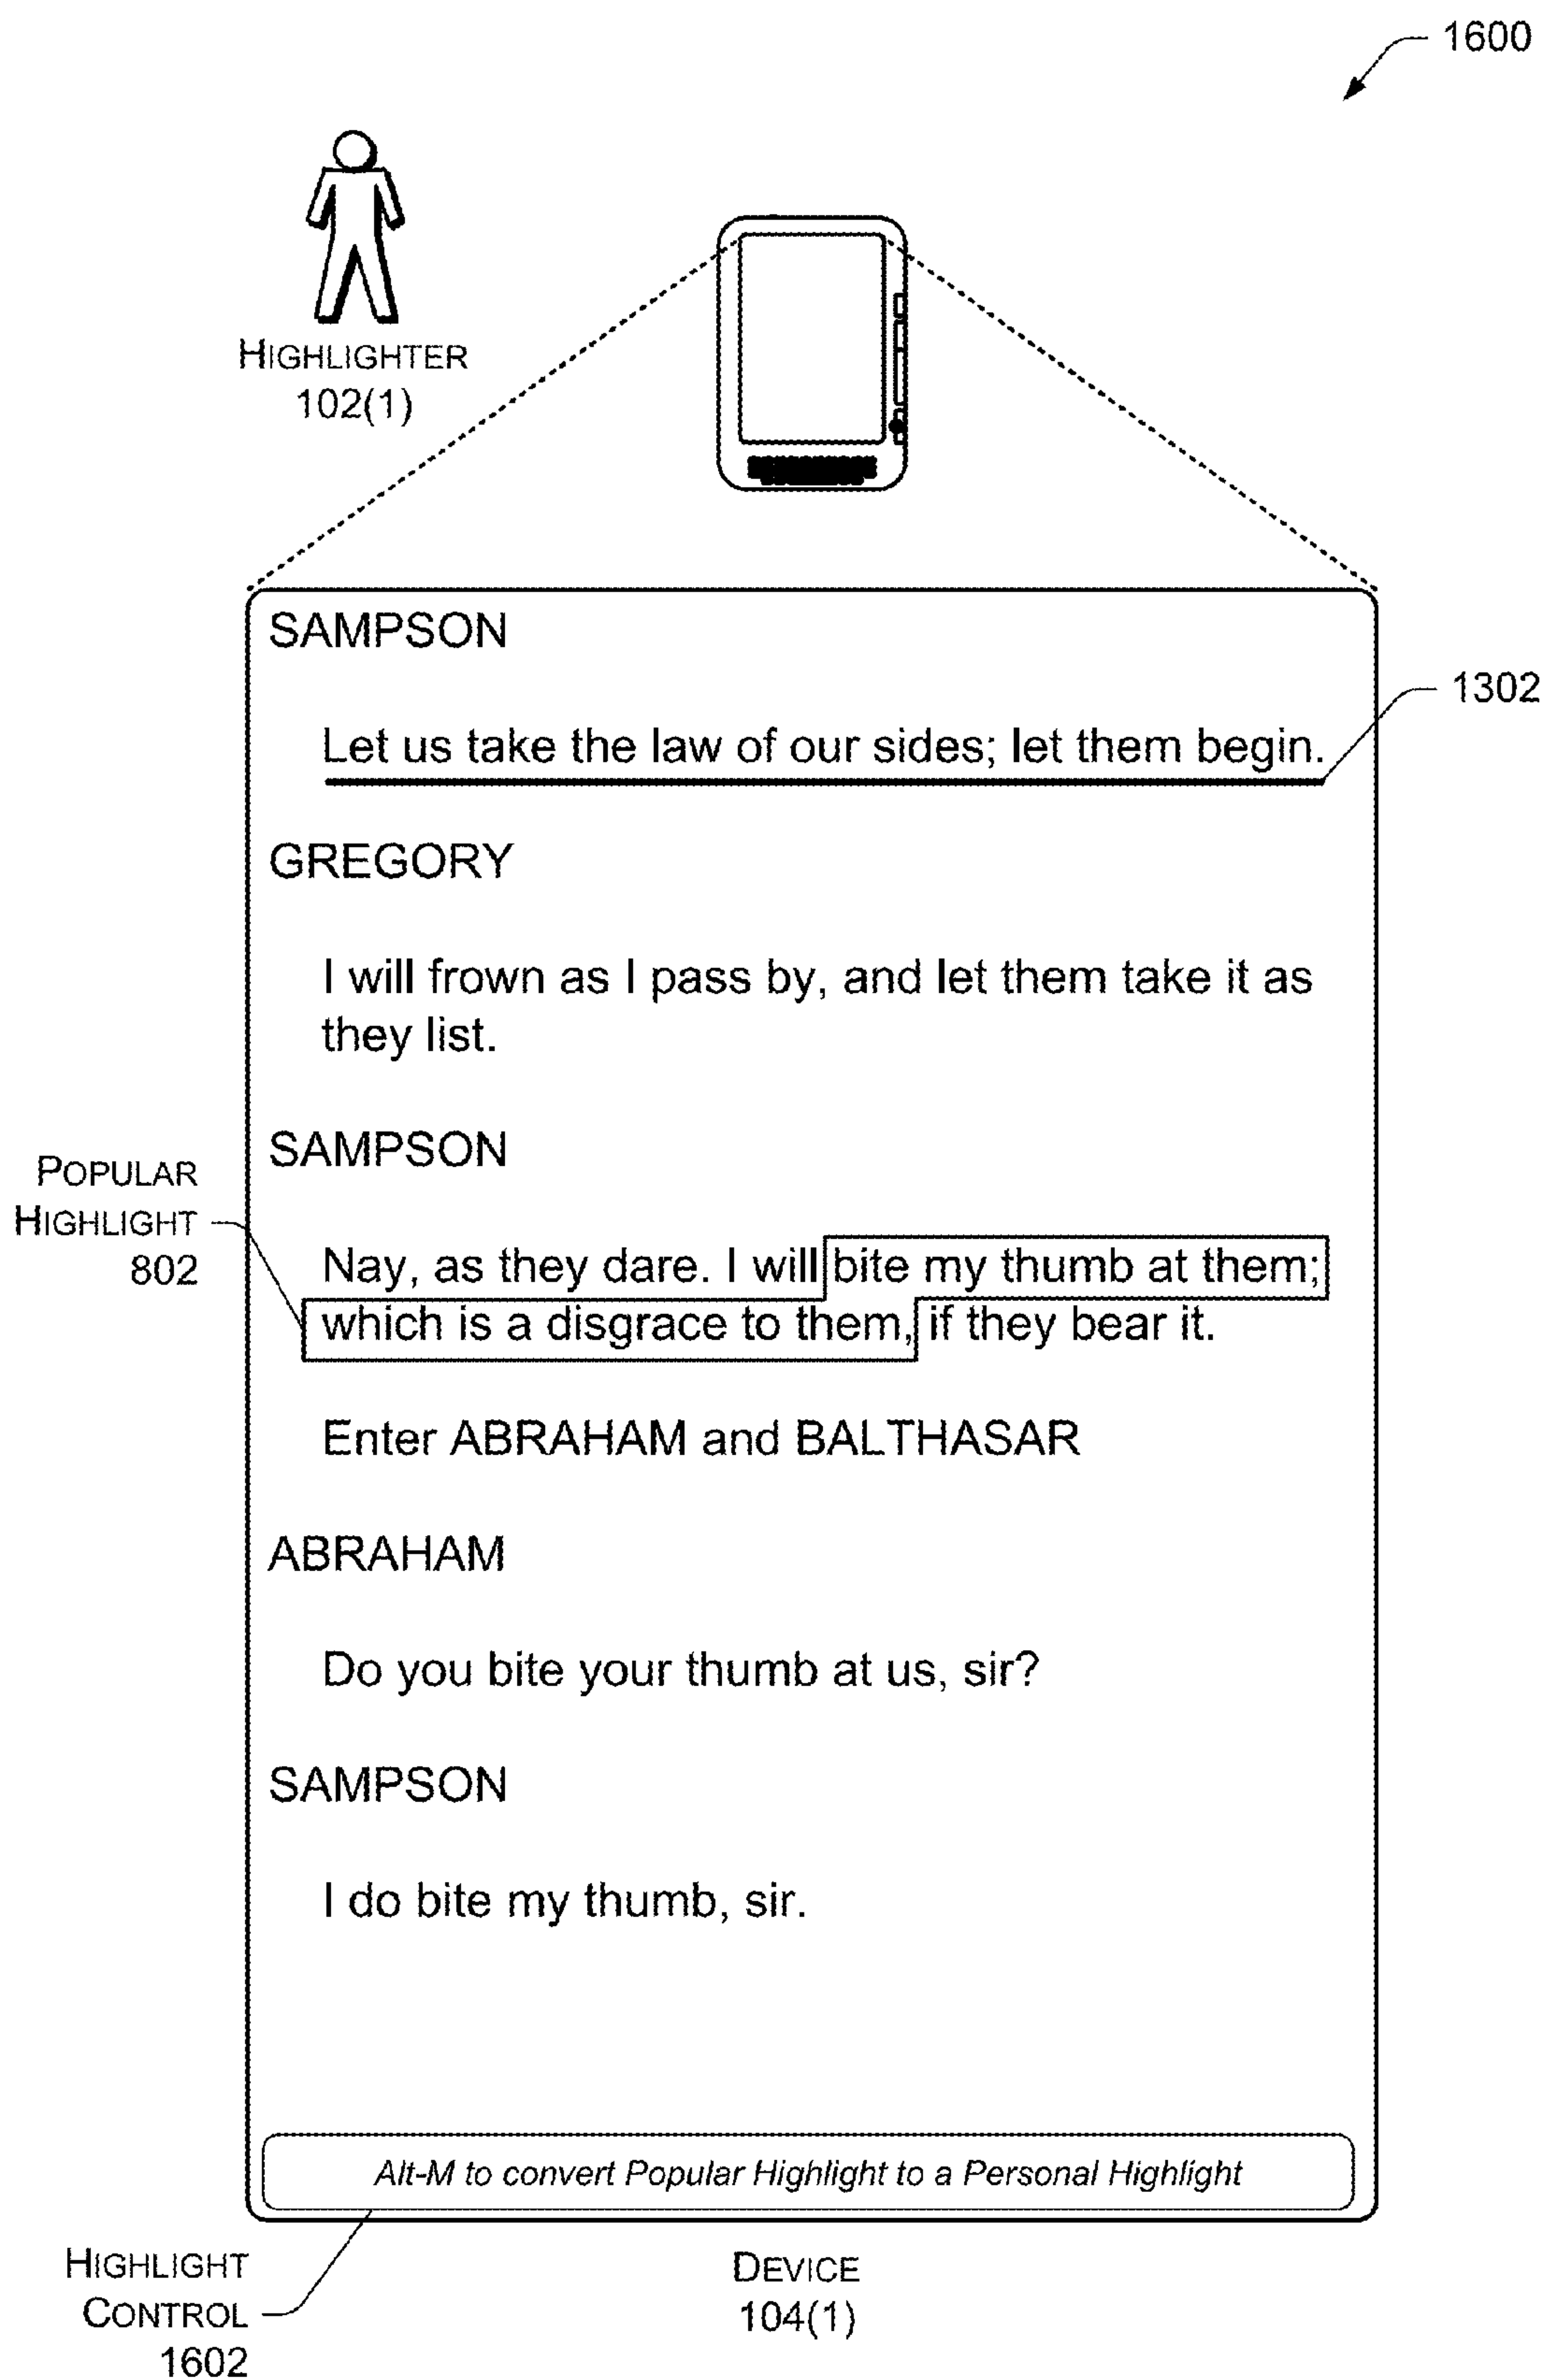 1600
HIGHLIGHTER
102(1)
SAMPSON
1302
Let us take the law of our sides; let them begin.
GREGORY
I will frown as I pass by, and let them take it as
they list.
SAMPSON
POPULAR
HIGHLIGHT
802
Nay, as they dare. I will bite my thumb at them;
which is a disgrace to them, if they bear it.
Enter ABRAHAM and BALTHASAR
ABRAHAM
Do you bite your thumb at us, sir?
SAMPSON
I do bite my thumb, sir.
Alt-M to convert Popular Highlight to a Personal Highlight
HIGHLIGHT
CONTROL
1602
DEVICE
104(1)